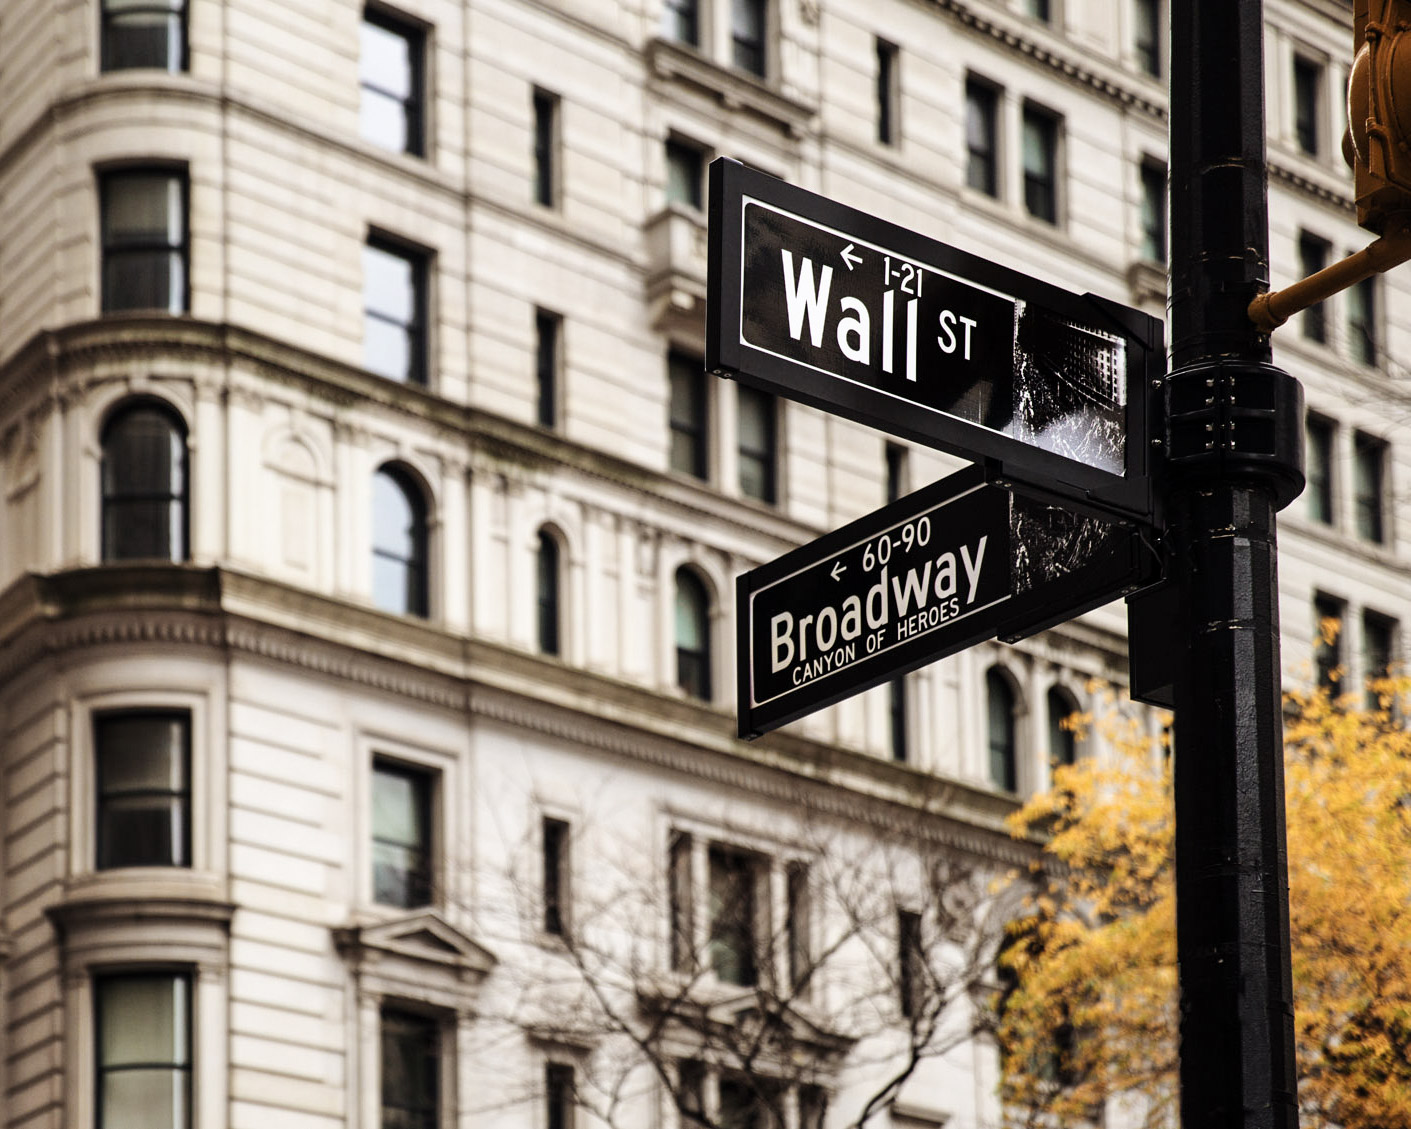 ← 1-21
Wall ST
← 60-90
Broadway
CANYON OF HEROES